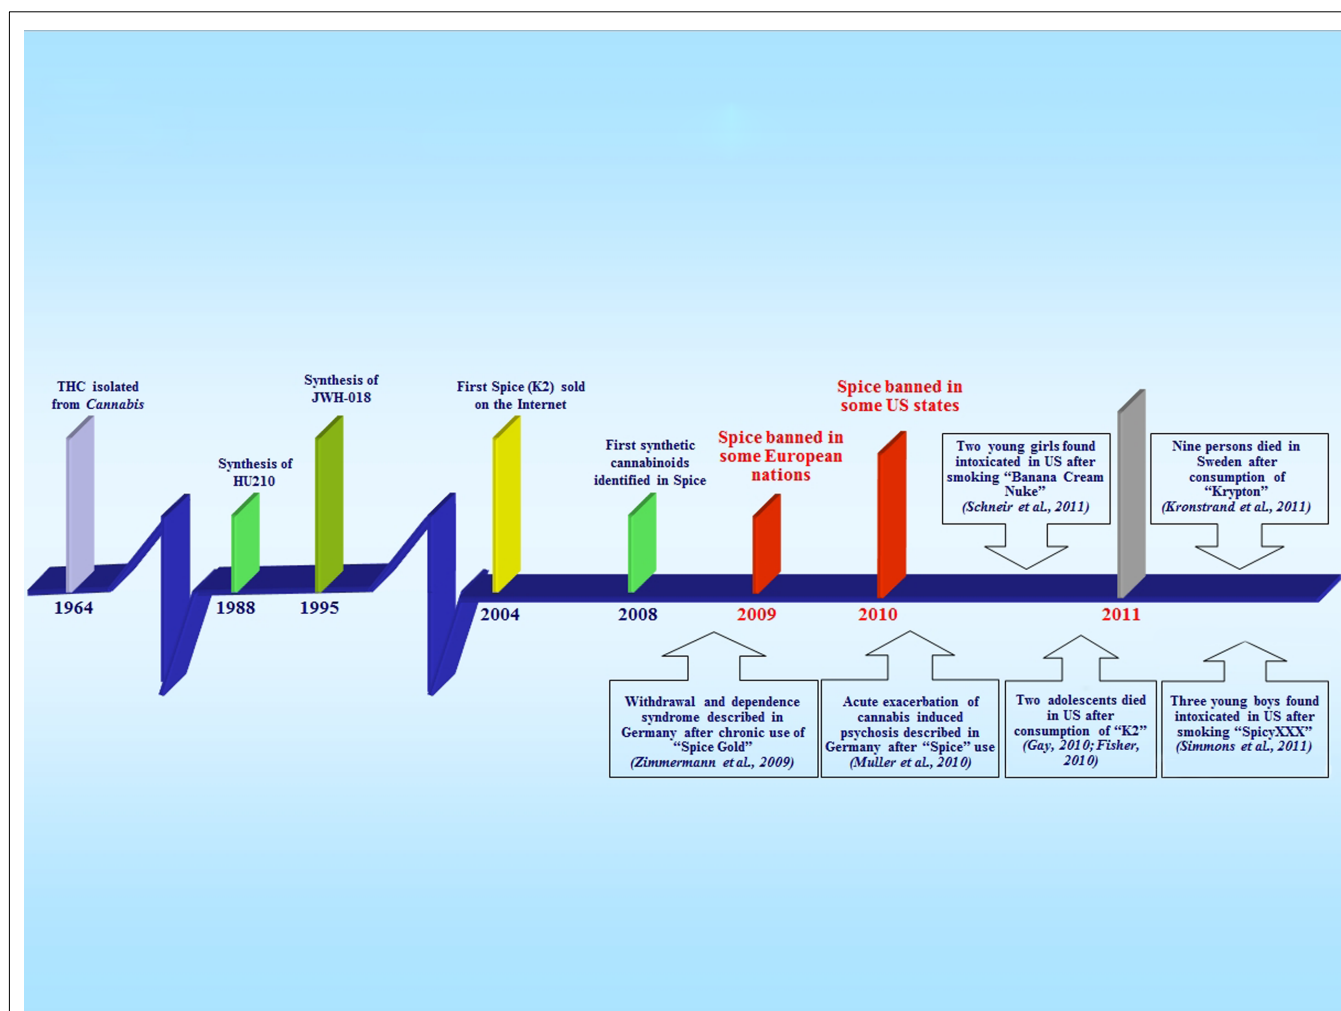 THC isolated
from Cannabis
Synthesis of
HU210
Synthesis of
JWH-018
First Spice (K2) sold
on the Internet
First synthetic
cannabinoids
identified in Spice
Spice banned in
some European
nations
Spice banned in
some US states
Two young girls found
intoxicated in US after
smoking “Banana Cream
Nuke”
(Schneir et al., 2011)
Nine persons died in
Sweden after
consumption of
“Krypton”
(Kronstrand et al., 2011)
1964
1988
1995
2004
2008
2009
2010
2011
Withdrawal and dependence
syndrome described in
Germany after chronic use of
“Spice Gold”
(Zimmermann et al., 2009)
Acute exacerbation of
cannabis induced
psychosis described in
Germany after “Spice” use
(Muller et al., 2010)
Two adolescents died
in US after
consumption of “K2”
(Gay, 2010; Fisher,
2010)
Three young boys found
intoxicated in US after
smoking “SpicyXXX”
(Simmons et al., 2011)